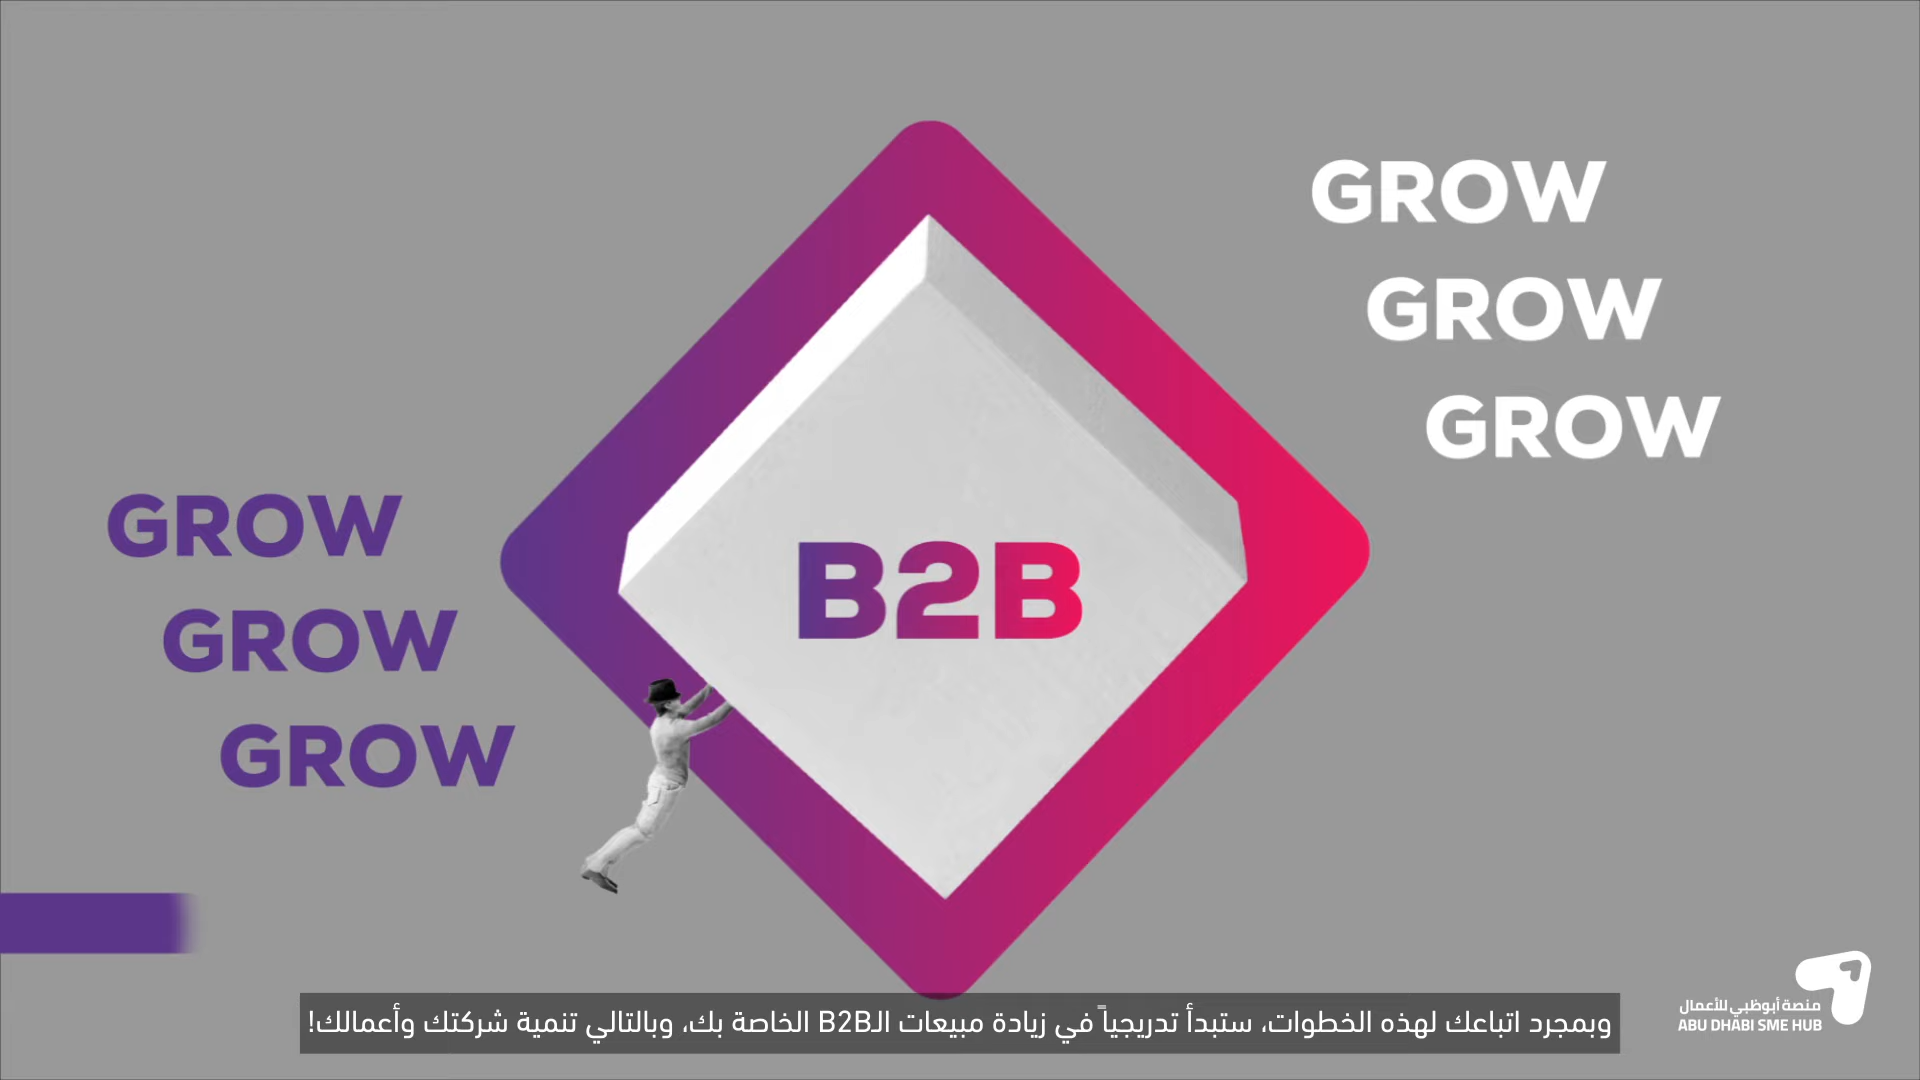 GROW
GROW
GROW
GROW
GROW
GROW
B2B
وبمجرد اتباعك لهذه الخطوات، ستبدأ تدريجياً في زيادة مبيعات الـB2B الخاصة بك، وبالتالي تنمية شركتك وأعمالك!
منصة أبوظبي للأعمال
ABU DHABI SME HUB